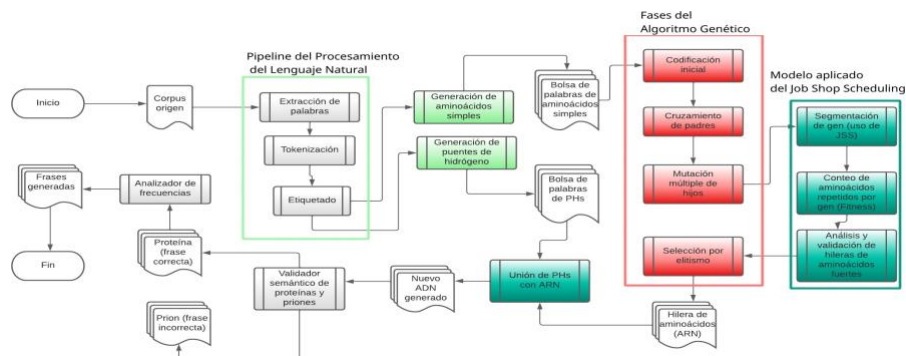 Fases del
Algoritmo Genético
Pipeline del Procesamiento
del Lenguaje Natural
Modelo aplicado
del Job Shop Scheduling
Inicio
Corpus
origen
Extracción de
palabras
Tokenización
Etiquetado
Generación de
aminoácidos
simples
Generación de
puentes de
hidrógeno
Bolsa de
palabras de
aminoácidos
simples
Bolsa de
palabras
de PHs
Codificación
inicial
Cruzamiento
de padres
Mutación
múltiple de
hijos
Selección por
elitismo
Segmentación
de gen (uso de
JSS)
Conteo de
aminoácidos
repetidos por
gen (Fitness)
Análisis y
validación de
hileras de
aminoácidos fuertes
Hilera de
aminoácidos
(ARN)
Unión de PHs
con ARN
Nuevo
ADN
generado
Validador
semántico de
proteínas y
priones
Proteína
(frase
correcta)
Prion (frase
incorrecta)
Analizador de
frecuencias
Frases
generadas
Fin